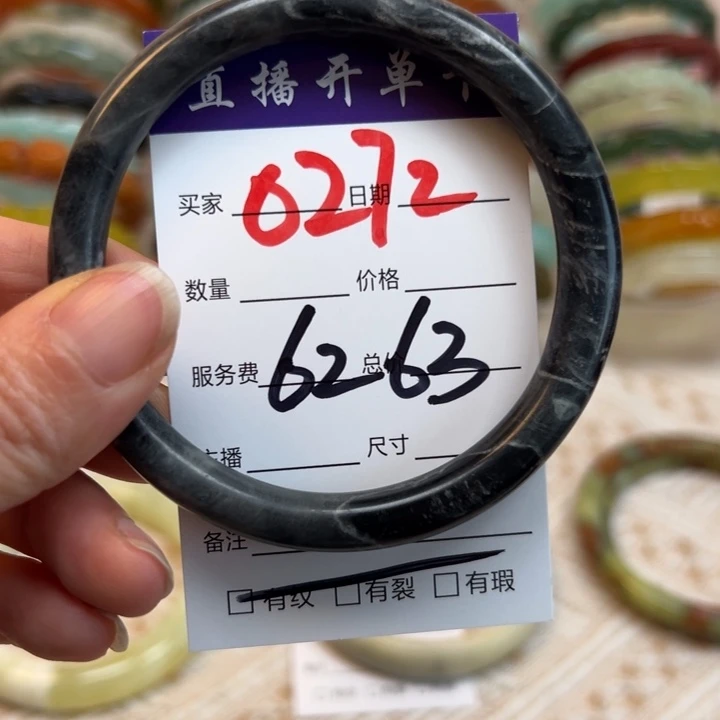 直播开单卡
买家 0272 日期
数量 价格
服务费 62.63 总价
主播 尺寸
备注
有纹 有裂 有瑕